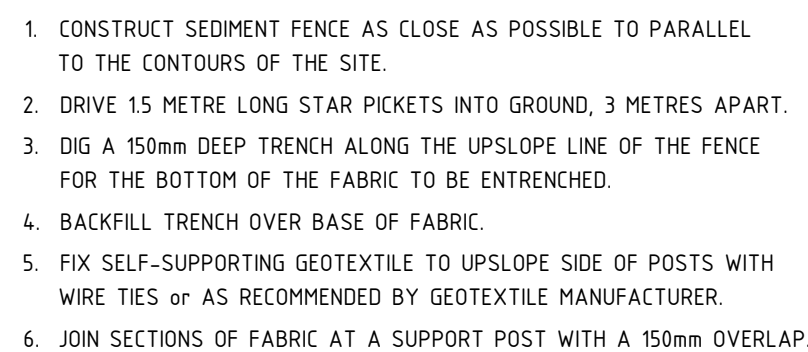 1. CONSTRUCT SEDIMENT FENCE AS CLOSE AS POSSIBLE TO PARALLEL
TO THE CONTOURS OF THE SITE.
2. DRIVE 1.5 METRE LONG STAR PICKETS INTO GROUND, 3 METRES APART.
3. DIG A 150mm DEEP TRENCH ALONG THE UPSLOPE LINE OF THE FENCE
FOR THE BOTTOM OF THE FABRIC TO BE ENTRENCHED.
4. BACKFILL TRENCH OVER BASE OF FABRIC.
5. FIX SELF-SUPPORTING GEOTEXTILE TO UPSLOPE SIDE OF POSTS WITH
WIRE TIES or AS RECOMMENDED BY GEOTEXTILE MANUFACTURER.
6. JOIN SECTIONS OF FABRIC AT A SUPPORT POST WITH A 150mm OVERLAP.